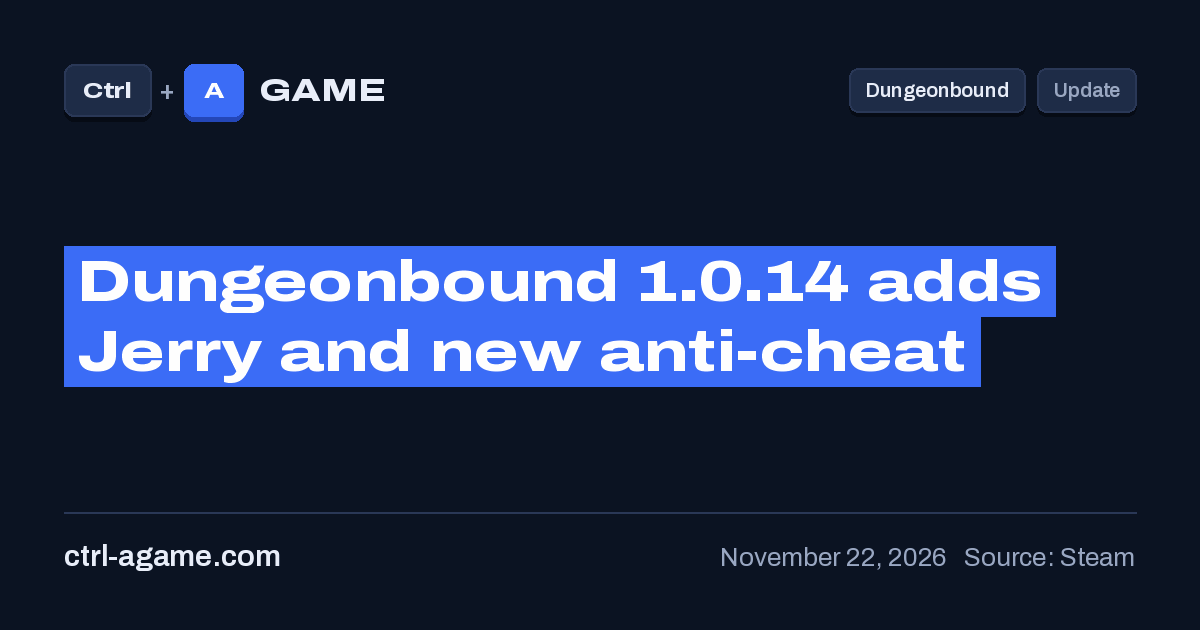 Ctrl + A GAME
Dungeonbound Update
Dungeonbound 1.0.14 adds
Jerry and new anti-cheat
ctrl-agame.com
November 22, 2026 Source: Steam